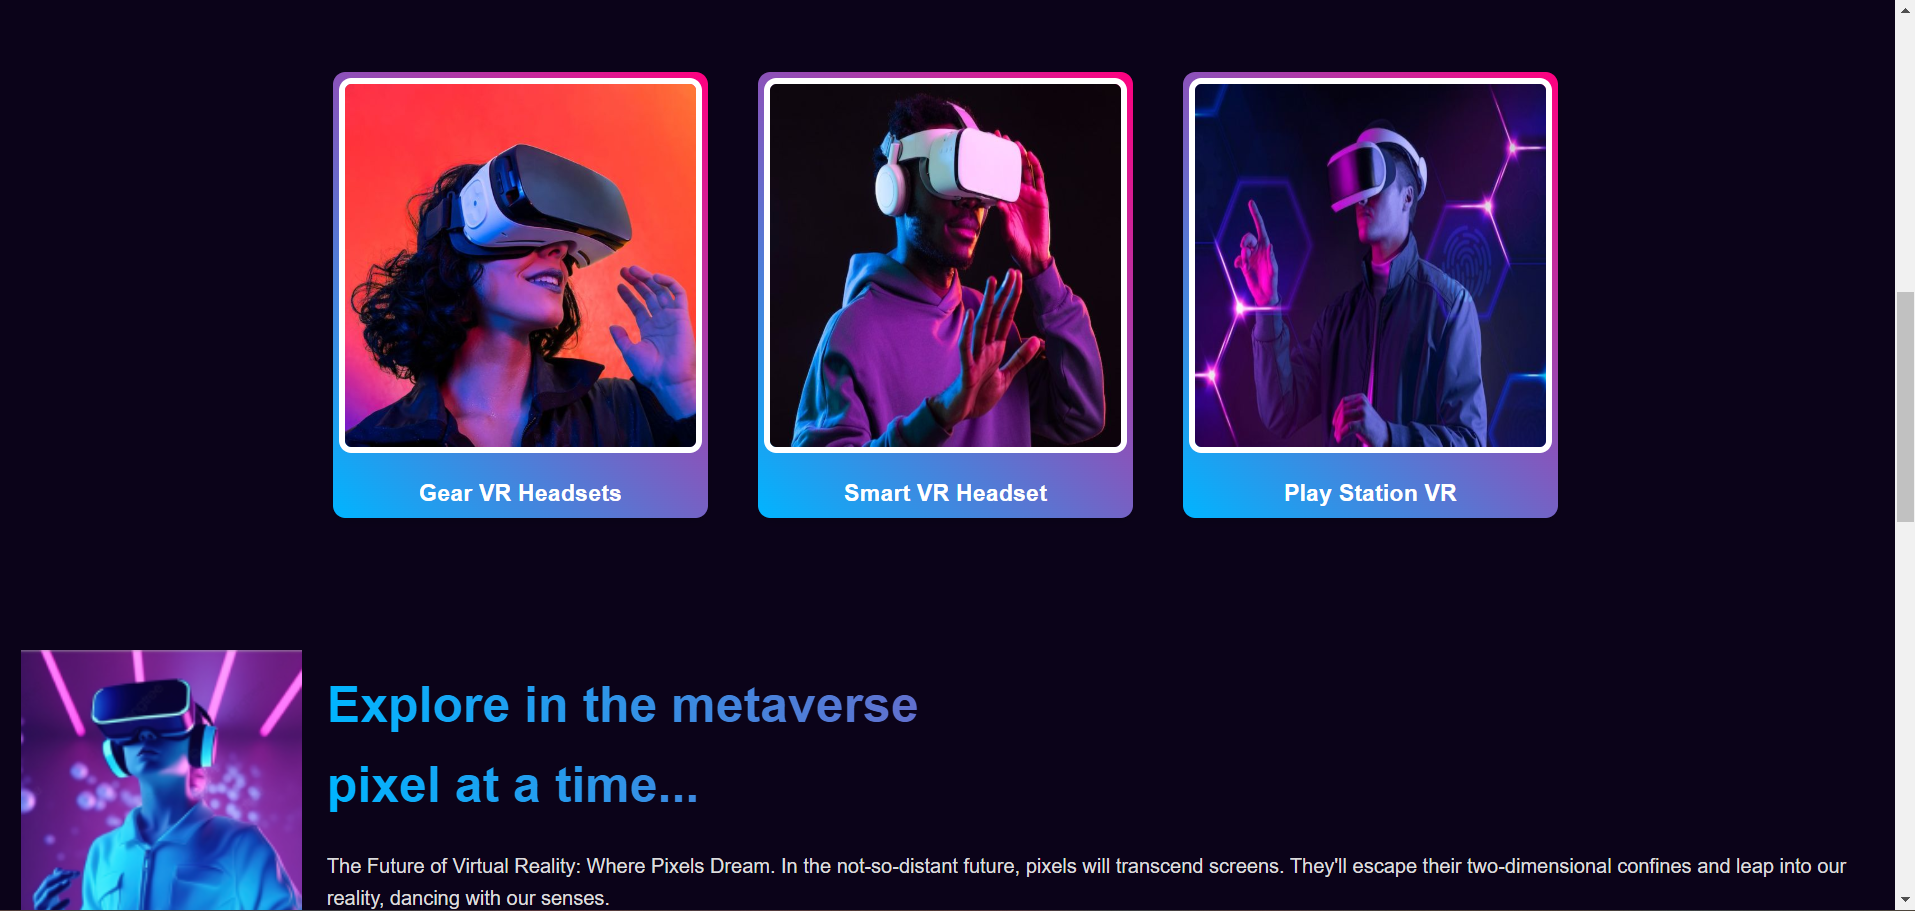 Gear VR Headsets
Smart VR Headset
Play Station VR
Explore in the metaverse
pixel at a time...
The Future of Virtual Reality: Where Pixels Dream. In the not-so-distant future, pixels will transcend screens. They'll escape their two-dimensional confines and leap into our
reality, dancing with our senses.